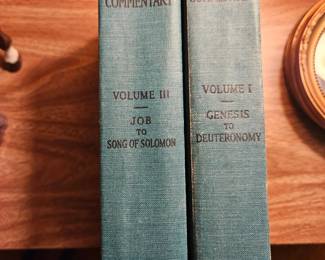 COMMENTARY
VOLUME III
JOB
TO
SONG OF SOLOMON
VOLUME I
GENESIS
TO
DEUTERONOMY